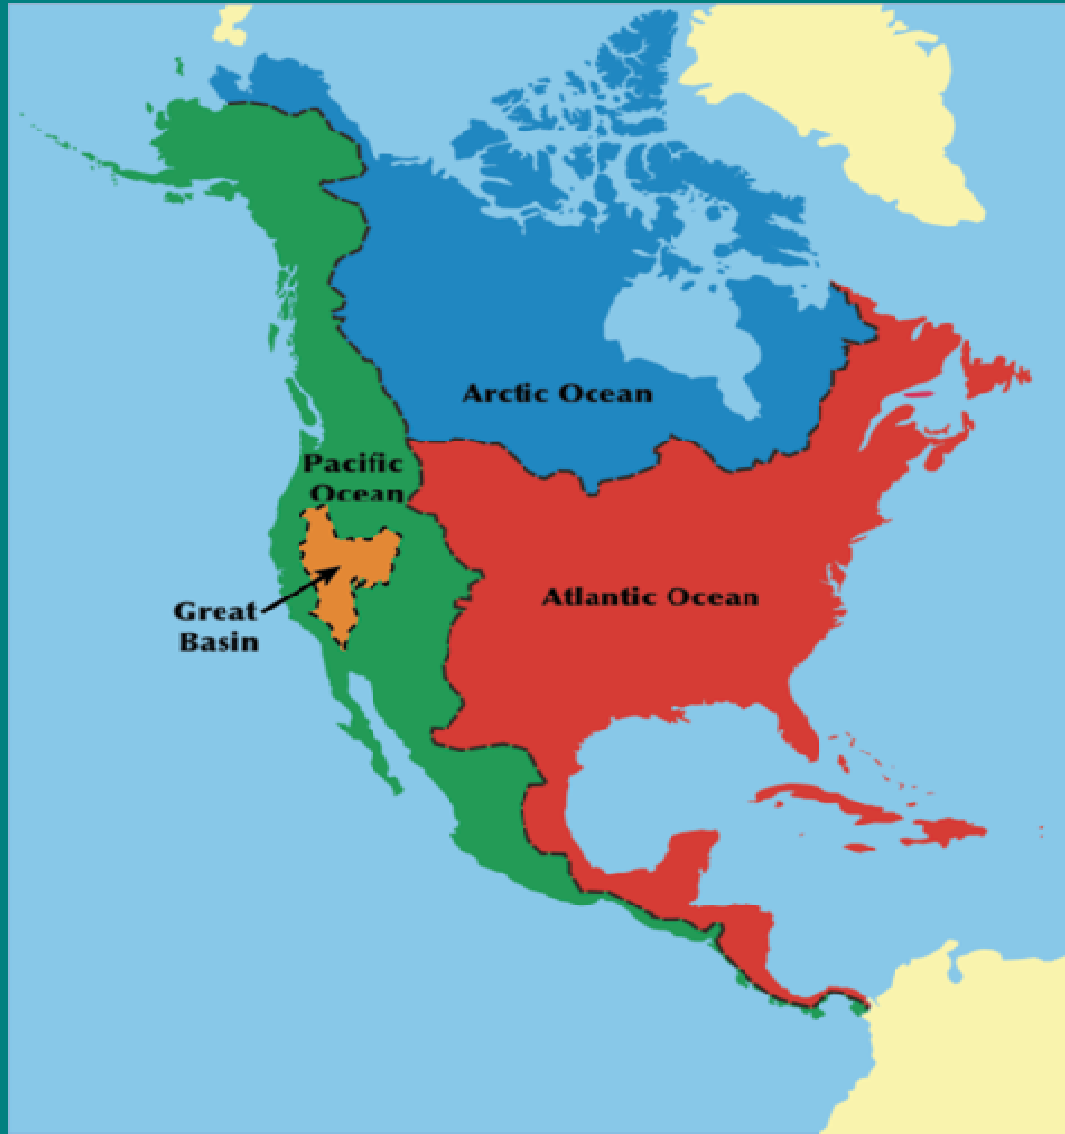 Arctic Ocean
Pacific
Ocean
Atlantic Ocean
Great
Basin